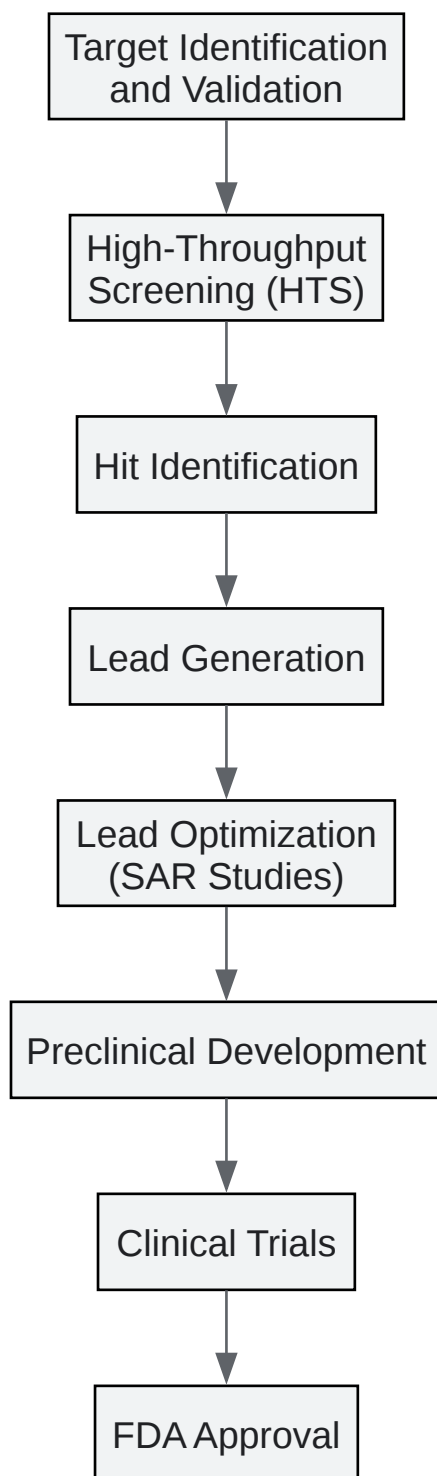 Target Identification
and Validation
High-Throughput
Screening (HTS)
Hit Identification
Lead Generation
Lead Optimization
(SAR Studies)
Preclinical Development
Clinical Trials
FDA Approval